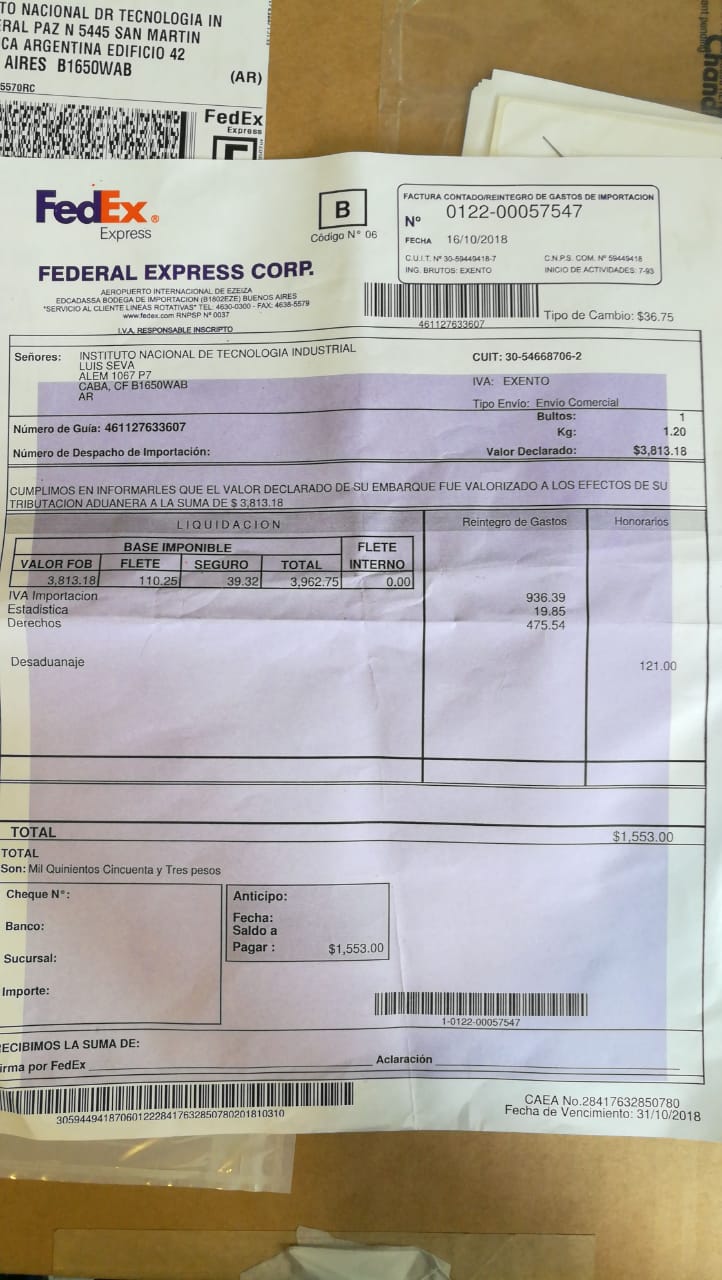 TO NACIONAL DR TECNOLOGIA IN
ERAL PAZ N 5445 SAN MARTIN
CA ARGENTINA EDIFICIO 42
AIRES B1650WAB
(AR)
5570RC
FedEx
Express
FedEx®
Express
B
Código N° 06
FACTURA CONTADO/REINTEGRO DE GASTOS DE IMPORTACION
N° 0122-00057547
FECHA 16/10/2018
C.U.I.T. N° 30-59449418-7 C.N.P.S. COM. N° 59449418
ING. BRUTOS: EXENTO INICIO DE ACTIVIDADES: 7-93
FEDERAL EXPRESS CORP.
AEROPUERTO INTERNACIONAL DE EZEIZA
EDCADASSA BODEGA DE IMPORTACION (B1802EZE) BUENOS AIRES
"SERVICIO AL CLIENTE LINEAS ROTATIVAS" TEL: 4630-0300 - FAX: 4638-5579
www.fedex.com RNPSP N° 0037
I.V.A. RESPONSABLE INSCRIPTO
461127633607
Tipo de Cambio: $36.75
Señores: INSTITUTO NACIONAL DE TECNOLOGIA INDUSTRIAL
LUIS SEVA
ALEM 1067 P7
CABA, CF B1650WAB
AR
CUIT: 30-54668706-2
IVA: EXENTO
Tipo Envío: Envio Comercial
Bultos: 1
Número de Guía: 461127633607
Kg: 1.20
Número de Despacho de Importación:
Valor Declarado: $3,813.18
CUMPLIMOS EN INFORMARLES QUE EL VALOR DECLARADO DE SU EMBARQUE FUE VALORIZADO A LOS EFECTOS DE SU
TRIBUTACION ADUANERA A LA SUMA DE $ 3,813.18
LIQUIDACION Reintegro de Gastos Honorarios
BASE IMPONIBLE FLETE
VALOR FOB FLETE SEGURO TOTAL INTERNO
3,813.18 110.25 39.32 3,962.75 0.00
IVA Importacion 936.39
Estadística 19.85
Derechos 475.54
Desaduanaje 121.00
TOTAL $1,553.00
TOTAL
Son: Mil Quinientos Cincuenta y Tres pesos
Cheque N°:
Banco:
Sucursal:
Importe:
Anticipo:
Fecha:
Saldo a
Pagar : $1,553.00
1-0122-00057547
RECIBIMOS LA SUMA DE:
irma por FedEx Aclaración
30594494187060122284176328507802018​10310
CAEA No.28417632850780
Fecha de Vencimiento: 31/10/2018